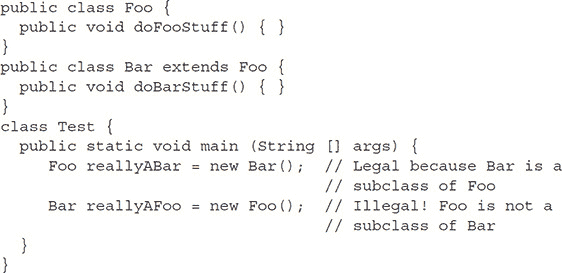 public class Foo {
  public void doFooStuff() { }
}
public class Bar extends Foo {
  public void doBarStuff() { }
}
class Test {
  public static void main (String [] args) {
    Foo reallyABar = new Bar();  // Legal because Bar is a
                                 // subclass of Foo
    Bar reallyAFoo = new Foo();  // Illegal! Foo is not a
                                 // subclass of Bar
  }
}